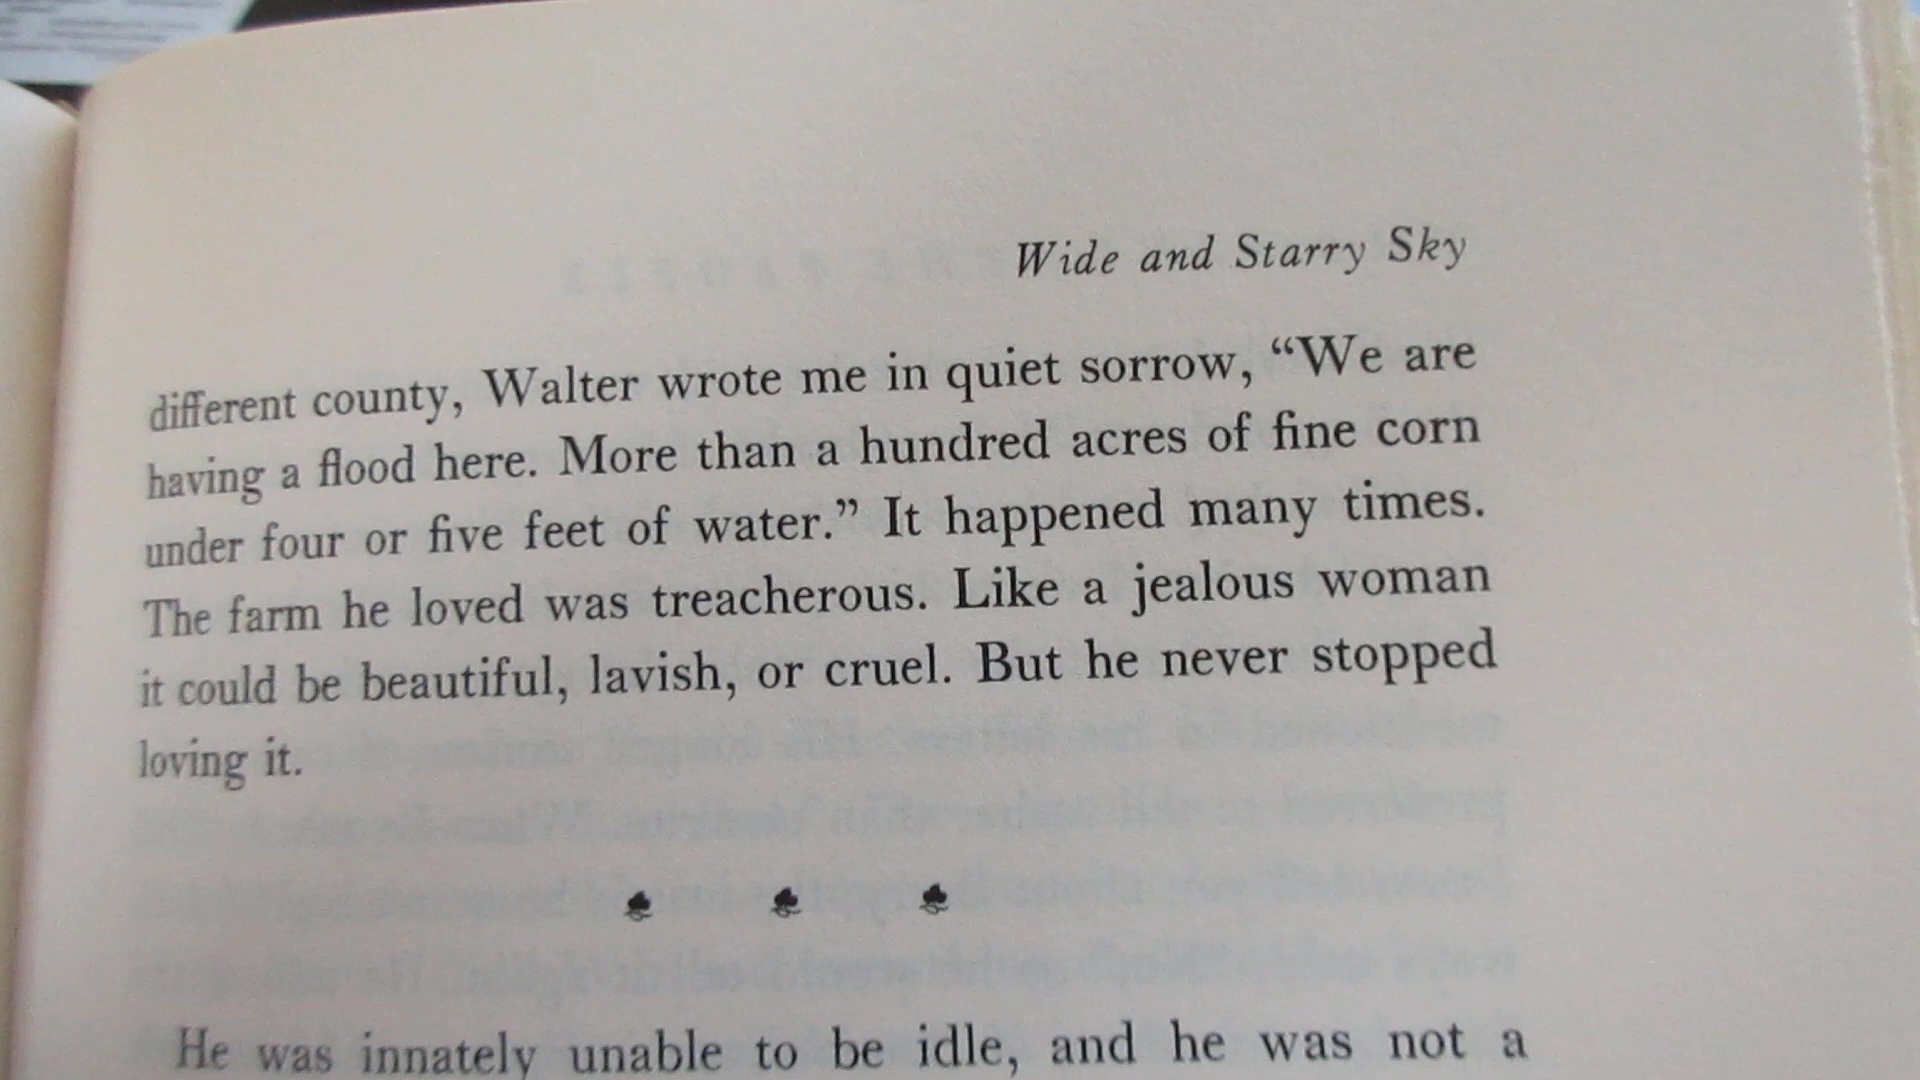 Wide and Starry Sky
different county, Walter wrote me in quiet sorrow, “We are
having a flood here. More than a hundred acres of fine corn
under four or five feet of water.” It happened many times.
The farm he loved was treacherous. Like a jealous woman
it could be beautiful, lavish, or cruel. But he never stopped
loving it.
He was innately unable to be idle, and he was not a